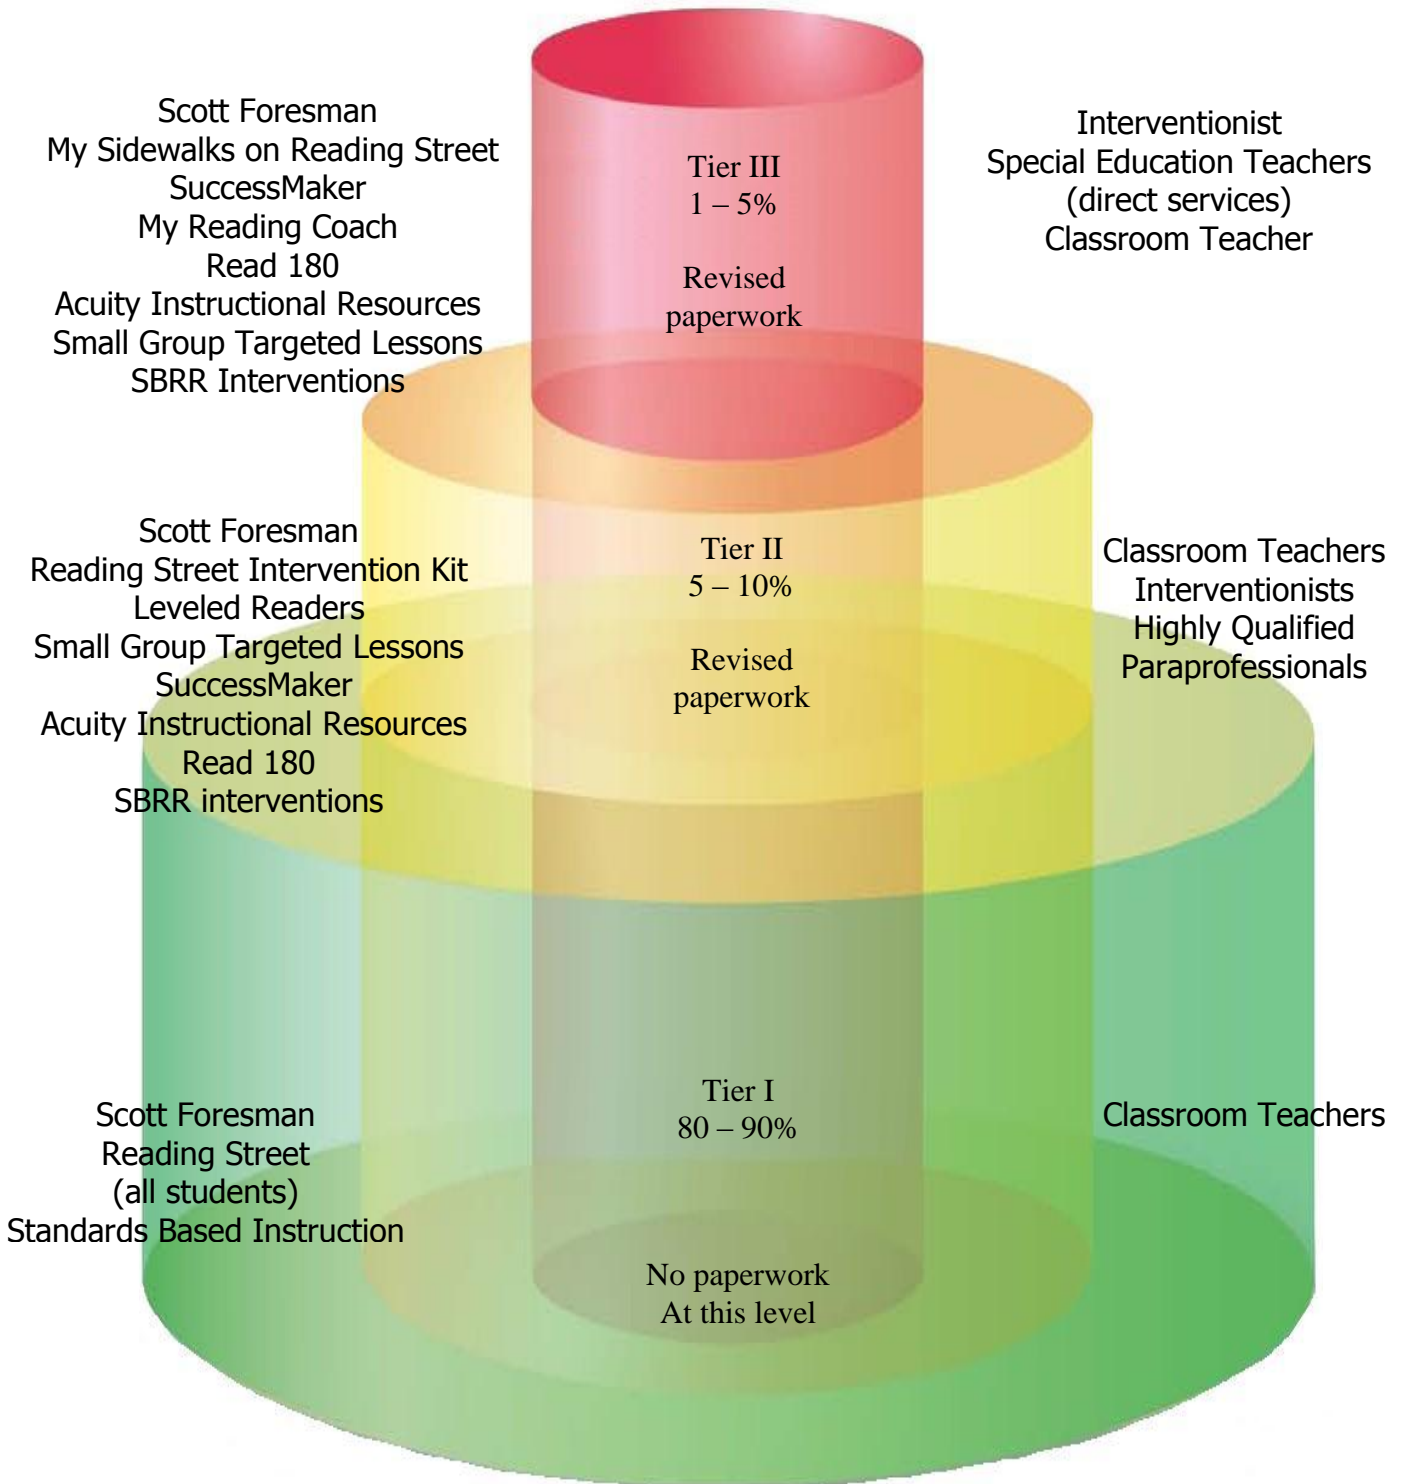 Scott Foresman
My Sidewalks on Reading Street
SuccessMaker
My Reading Coach
Read 180
Acuity Instructional Resources
Small Group Targeted Lessons
SBRR Interventions
Tier III
1 – 5%
Revised
paperwork
Interventionist
Special Education Teachers
(direct services)
Classroom Teacher
Scott Foresman
Reading Street Intervention Kit
Leveled Readers
Small Group Targeted Lessons
SuccessMaker
Acuity Instructional Resources
Read 180
SBRR interventions
Tier II
5 – 10%
Revised
paperwork
Classroom Teachers
Interventionists
Highly Qualified
Paraprofessionals
Scott Foresman
Reading Street
(all students)
Standards Based Instruction
Tier I
80 – 90%
No paperwork
At this level
Classroom Teachers